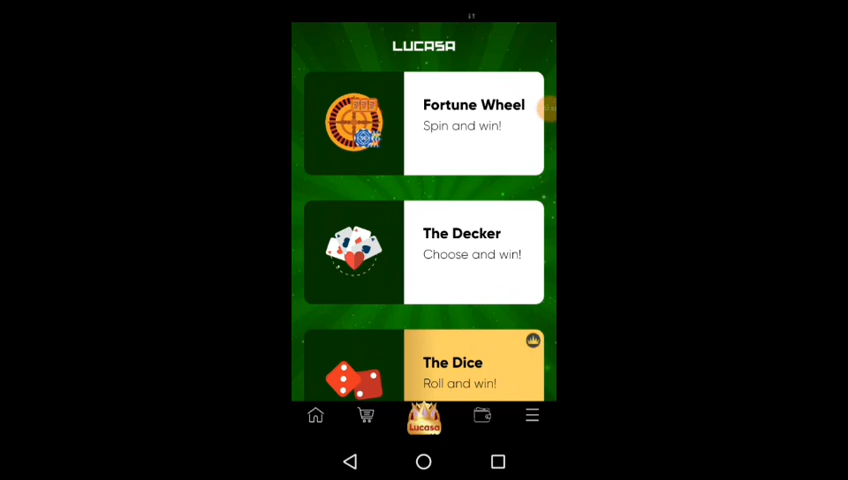 LUCASA
Fortune Wheel
Spin and win!
The Decker
Choose and win!
The Dice
Roll and win!
Lucasa